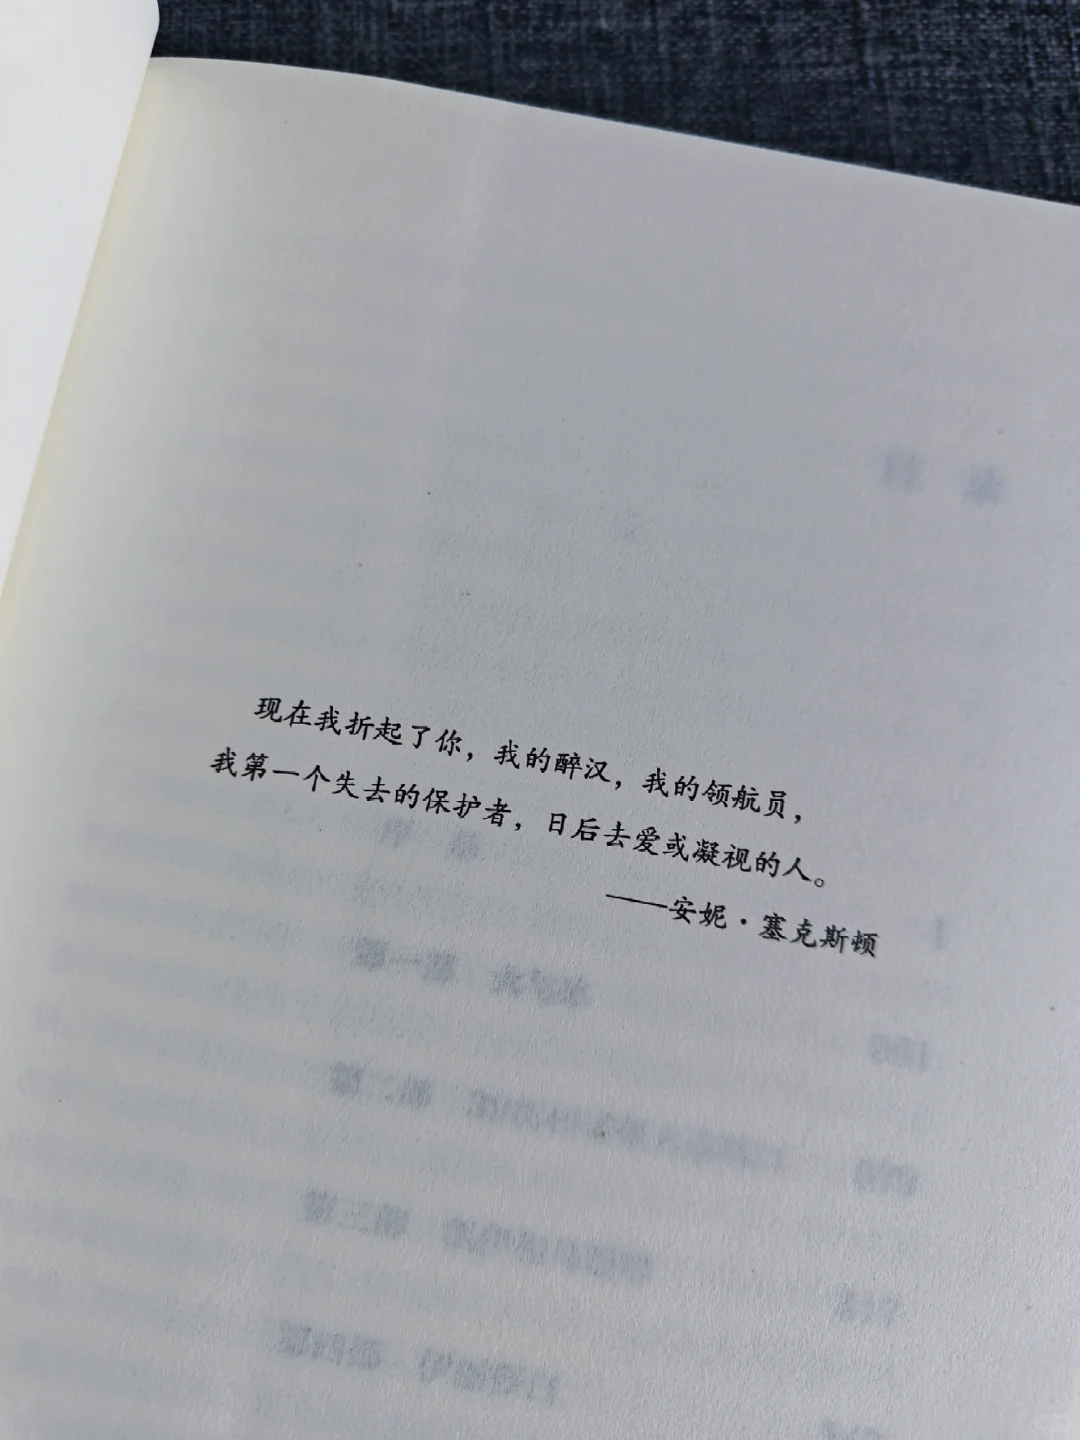 现在我折起了你，我的醉汉，我的领航员，
我第一个失去的保护者，日后去爱或凝视的人。
——安妮·塞克斯顿